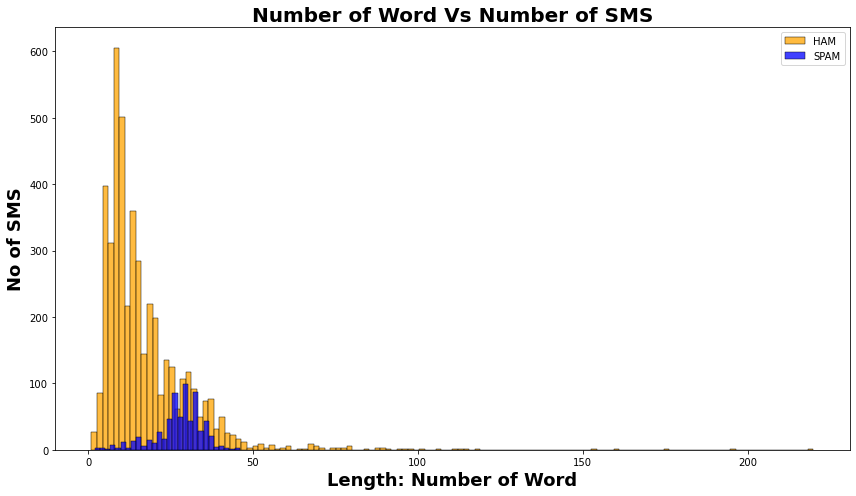 Number of Word Vs Number of SMS
HAM
SPAM
600
500
400
300
200
100
0
No of SMS
0 50 100 150 200
Length: Number of Word